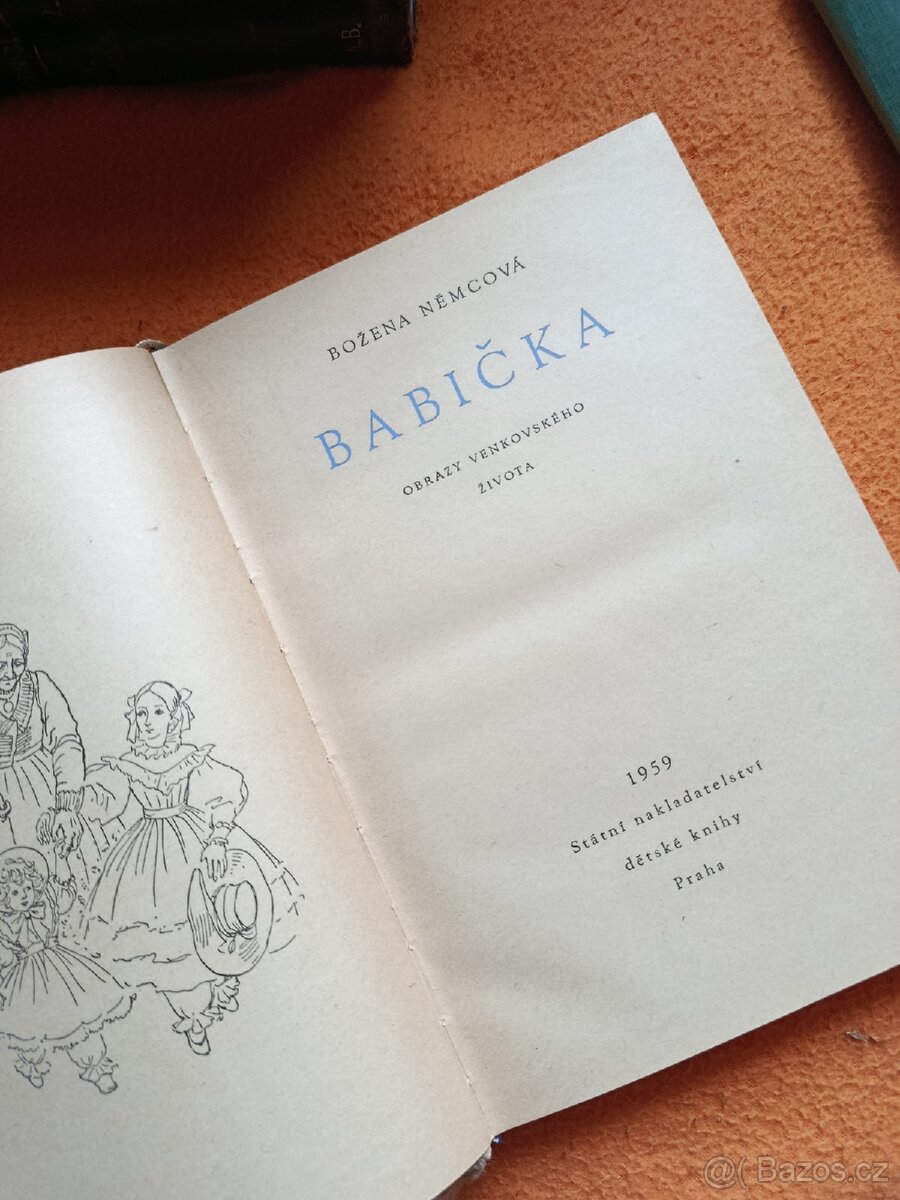 .B.
BOŽENA NĚMCOVÁ
BABIČKA
OBRAZY VENKOVSKÉHO
ŽIVOTA
1959
Státní nakladatelství
dětské knihy
Praha
@( Bazos.cz